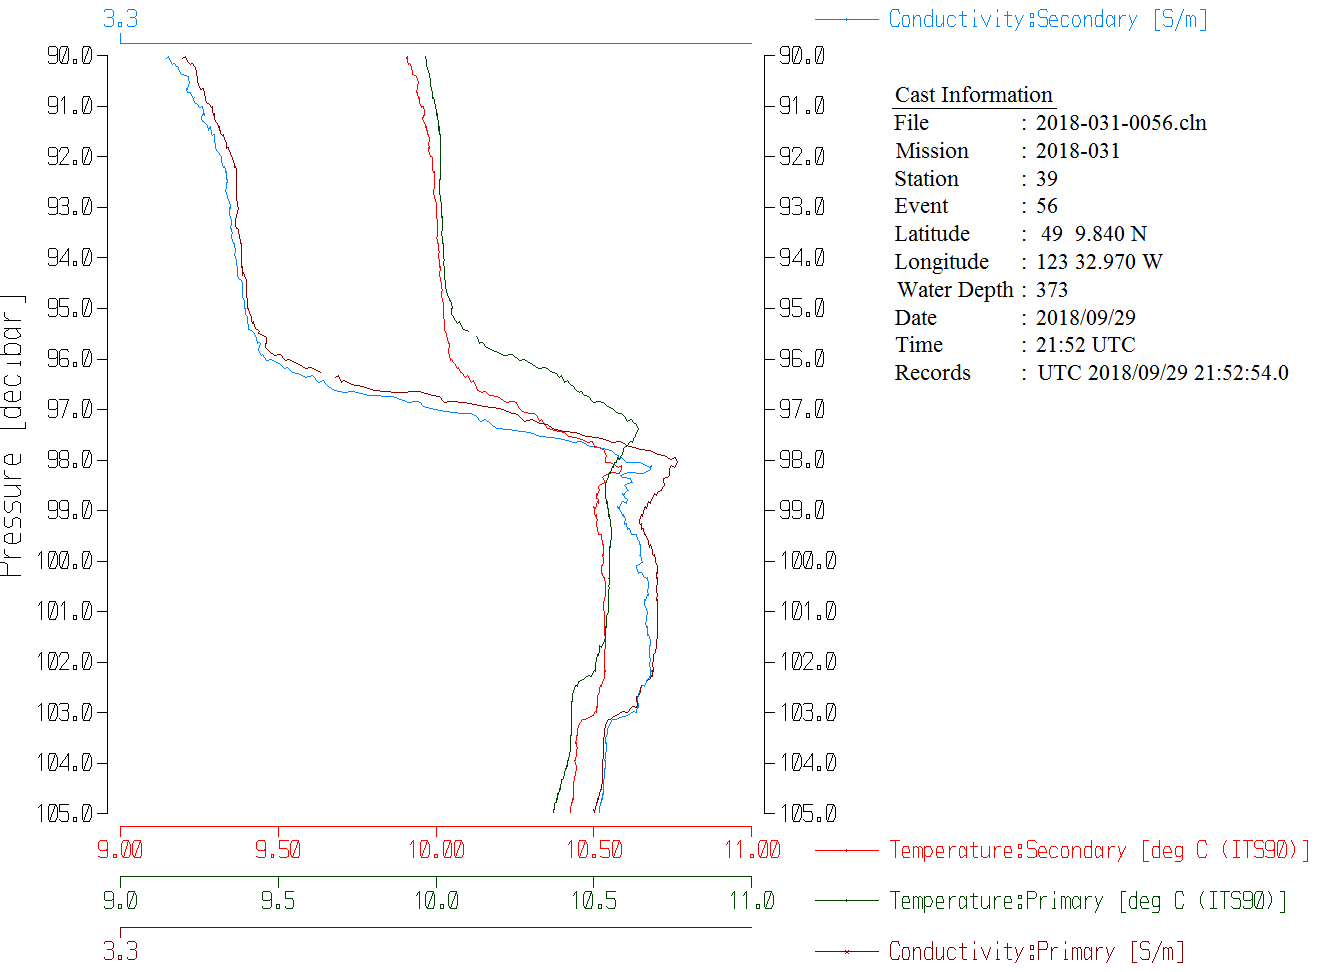 3.3
Conductivity:Secondary [S/m]
90.0 90.0
91.0 91.0
92.0 92.0
93.0 93.0
94.0 94.0
95.0 95.0
96.0 96.0
97.0 97.0
98.0 98.0
99.0 99.0
100.0 100.0
101.0 101.0
102.0 102.0
103.0 103.0
104.0 104.0
105.0 105.0
Pressure [decibar]
Cast Information
File : 2018-031-0056.cln
Mission : 2018-031
Station : 39
Event : 56
Latitude : 49 9.840 N
Longitude : 123 32.970 W
Water Depth : 373
Date : 2018/09/29
Time : 21:52 UTC
Records : UTC 2018/09/29 21:52:54.0
9.00 9.50 10.00 10.50 11.00
Temperature:Secondary [deg C (ITS90)]
9.0 9.5 10.0 10.5 11.0
Temperature:Primary [deg C (ITS90)]
3.3
Conductivity:Primary [S/m]